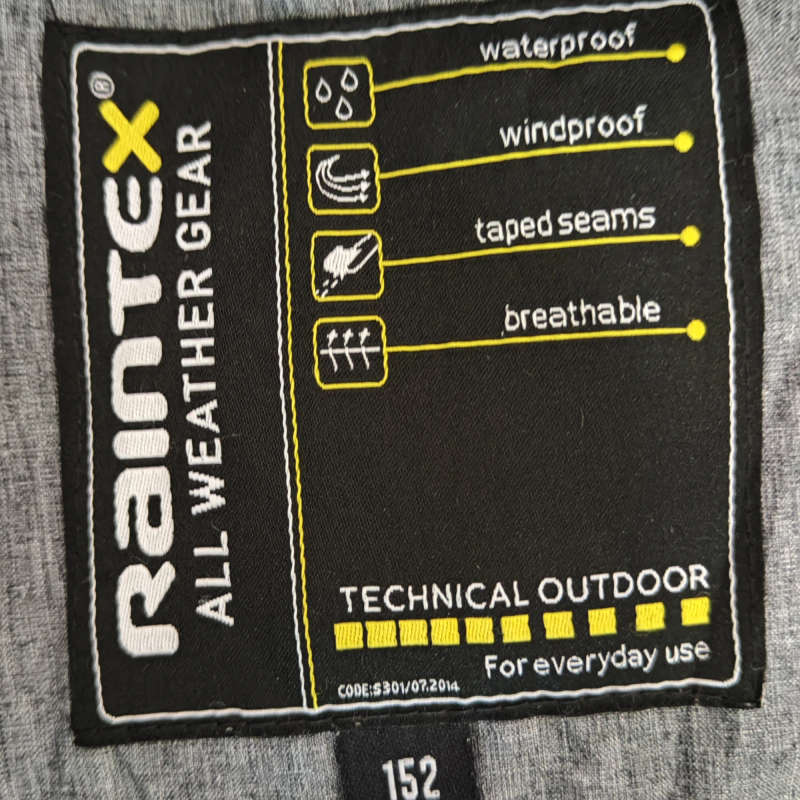 RainTEX®
ALL WEATHER GEAR
waterproof
windproof
taped seams
breathable
TECHNICAL OUTDOOR
For everyday use
CODE:S301/07.2014
152